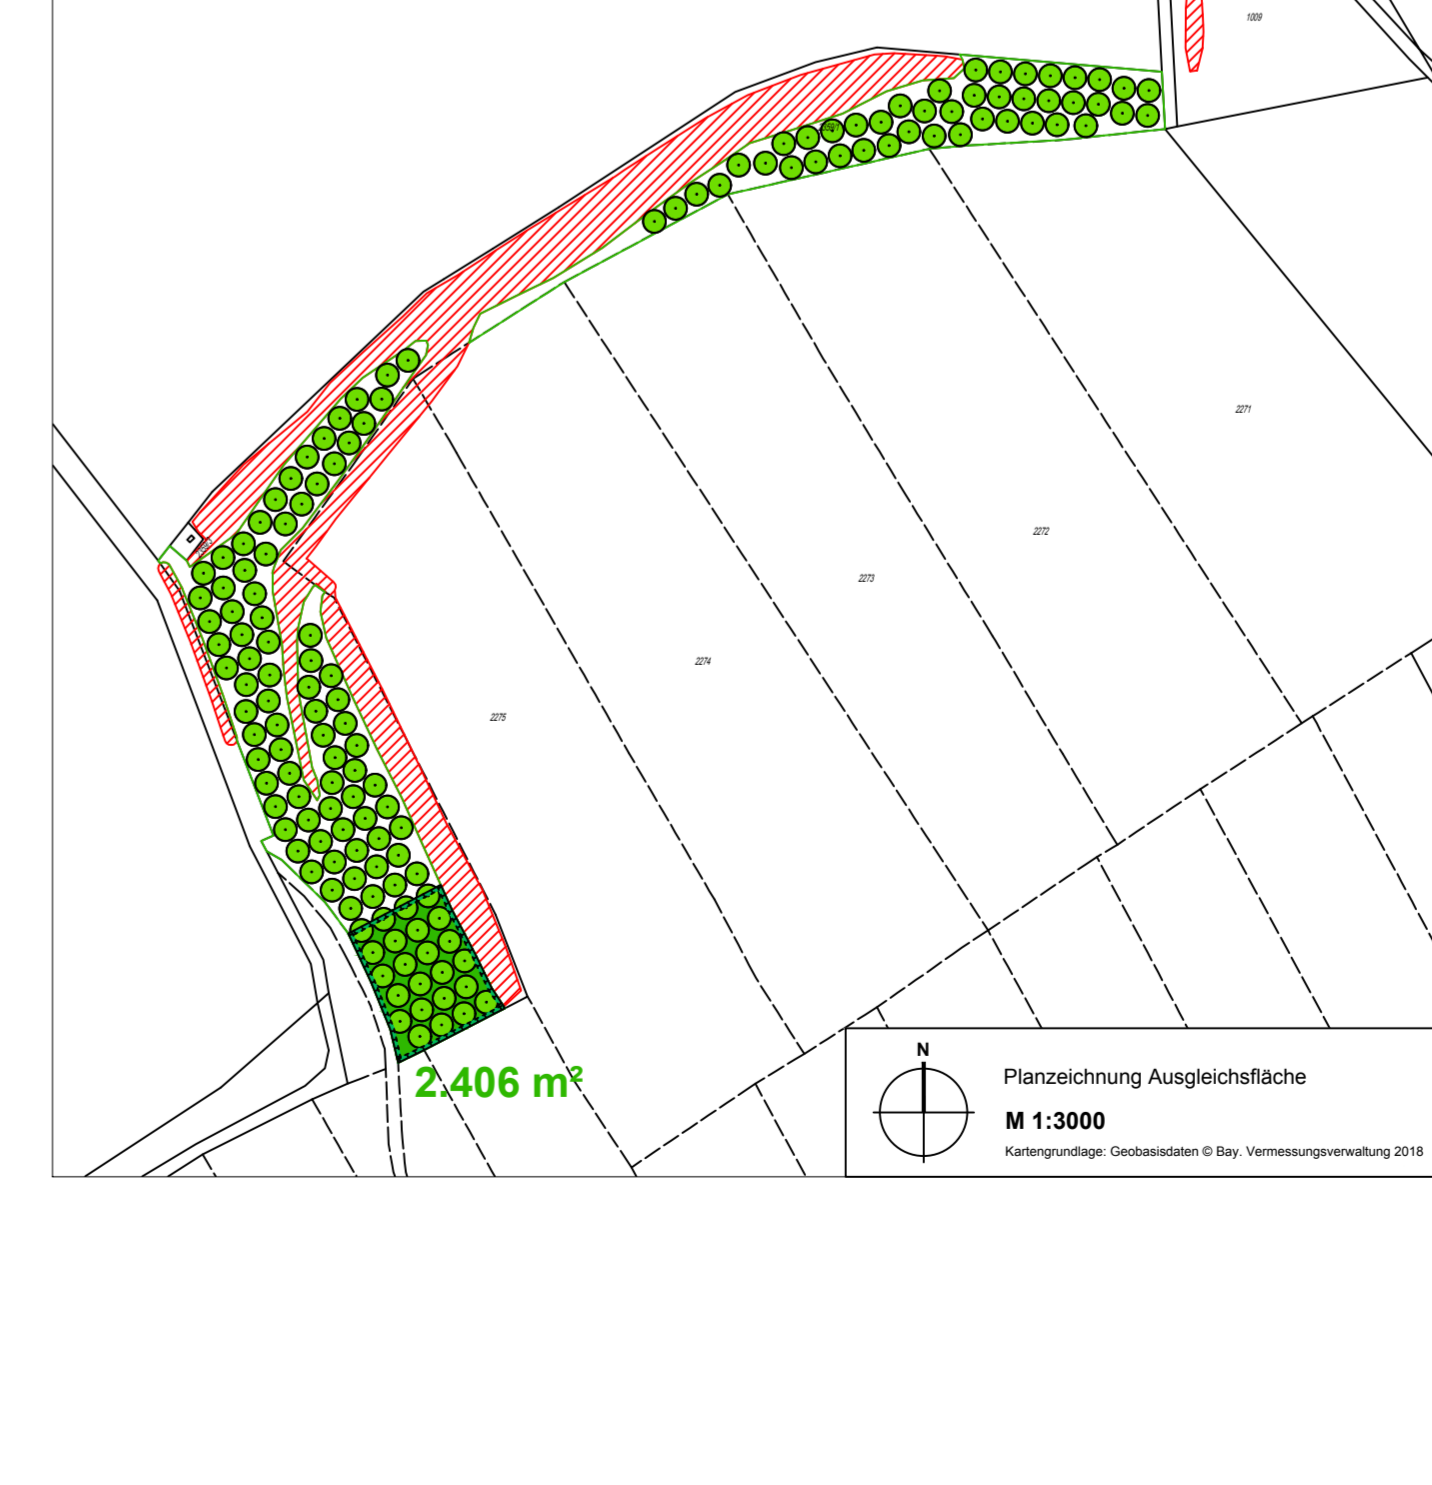 1009
2271
2272
2273
2274
2275
2.406 m²
N
Planzeichnung Ausgleichsfläche
M 1:3000
Kartengrundlage: Geobasisdaten © Bay. Vermessungsverwaltung 2018